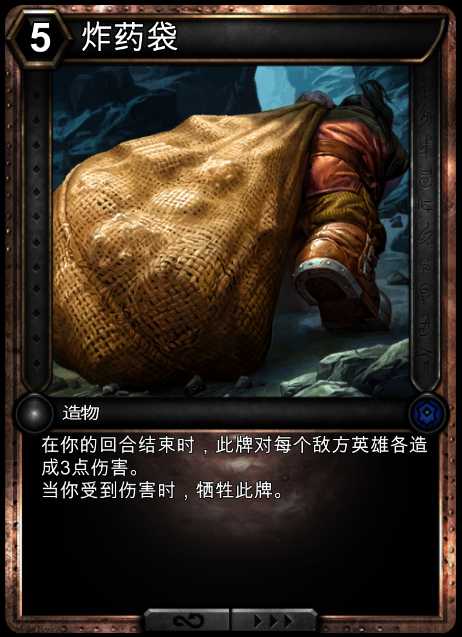 5
炸药袋
造物
在你的回合结束时，此牌对每个敌方英雄各造
成3点伤害。
当你受到伤害时，牺牲此牌。